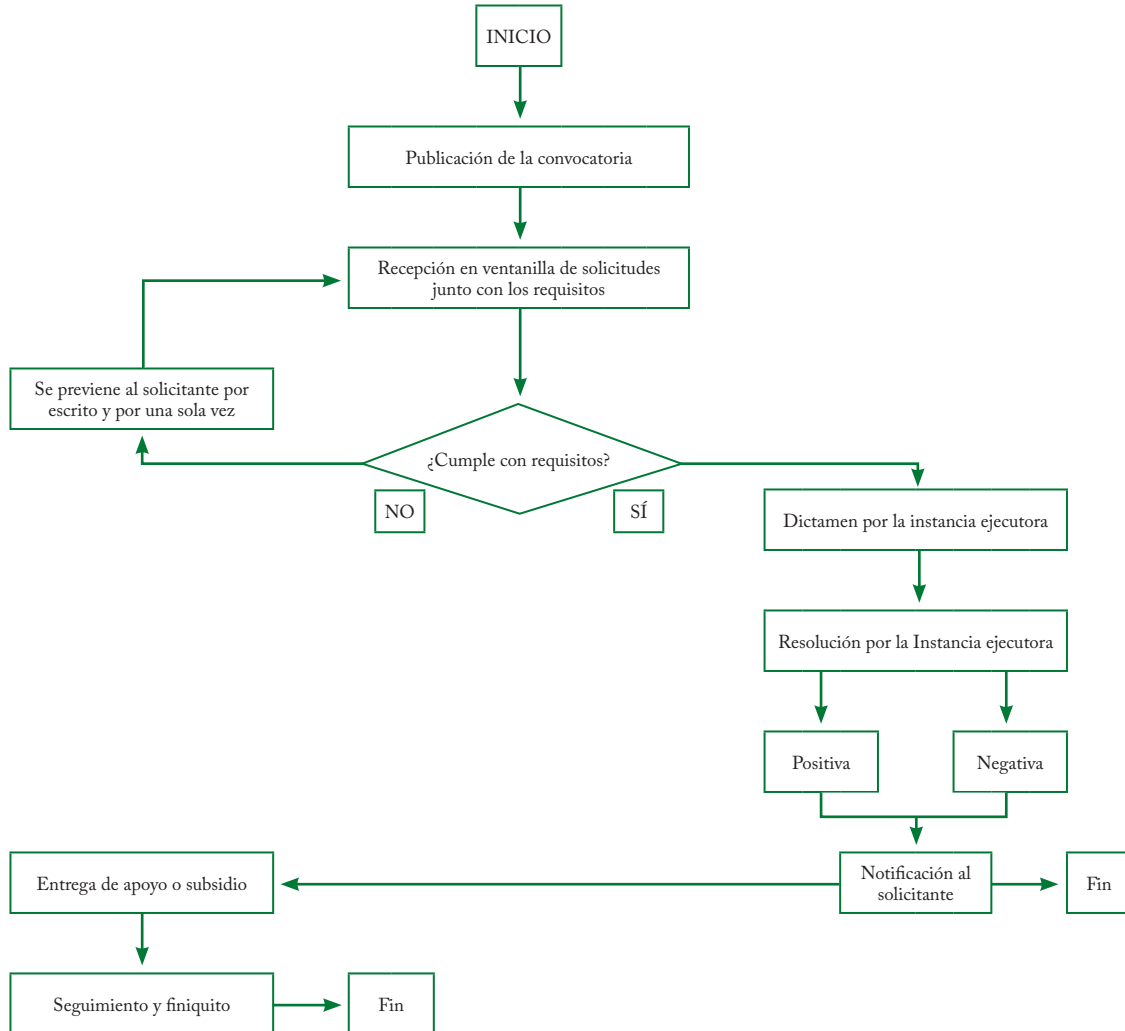 INICIO
Publicación de la convocatoria
Recepción en ventanilla de solicitudes
junto con los requisitos
Se previene al solicitante por
escrito y por una sola vez
¿Cumple con requisitos?
NO
SÍ
Dictamen por la instancia ejecutora
Resolución por la Instancia ejecutora
Positiva
Negativa
Notificación al
solicitante
Fin
Entrega de apoyo o subsidio
Seguimiento y finiquito
Fin